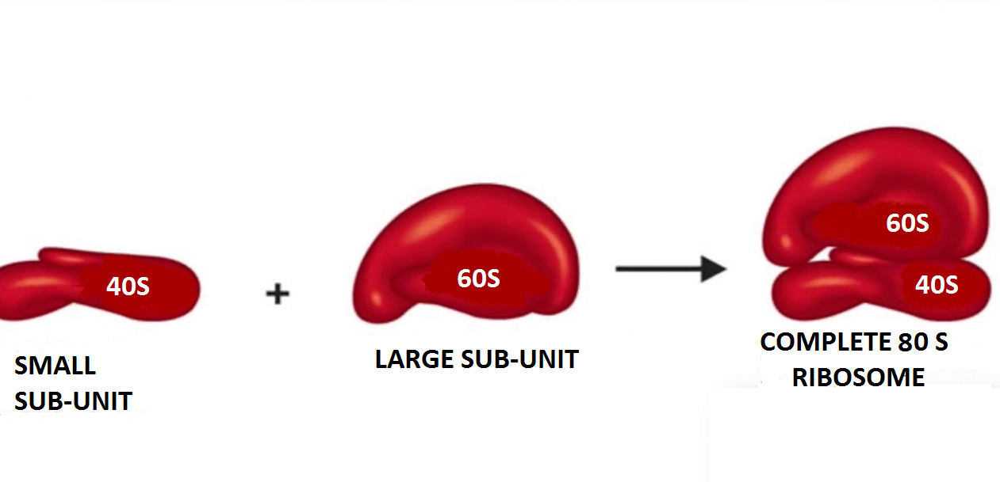 40S
SMALL
SUB-UNIT
+
60S
LARGE SUB-UNIT
60S
40S
COMPLETE 80 S
RIBOSOME